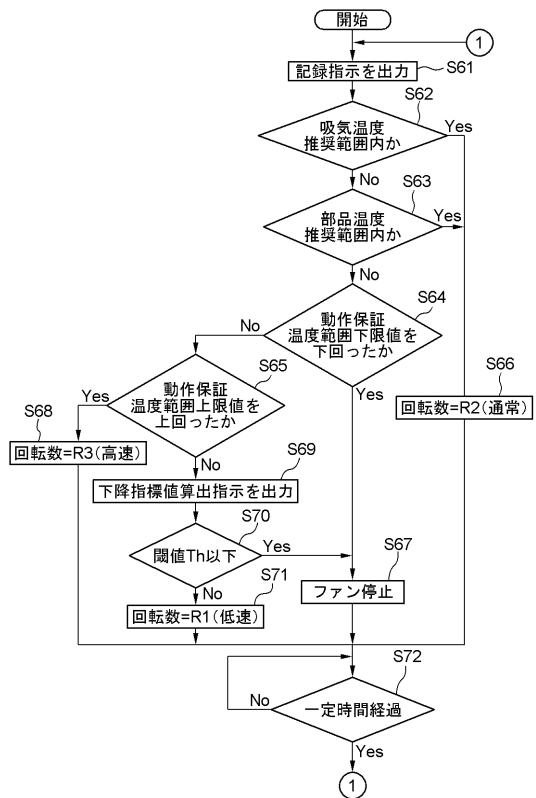 開始
1
記録指示を出力
S61
S62
吸気温度
推奨範囲内か
Yes
No
S63
部品温度
推奨範囲内か
Yes
No
S64
動作保証
温度範囲下限値を
下回ったか
No
Yes
S65
動作保証
温度範囲上限値を
上回ったか
Yes
No
S66
回転数=R2(通常)
S68
回転数=R3(高速)
S69
下降指標値算出指示を出力
S70
閾値Th以下
Yes
No
S67
ファン停止
S71
回転数=R1(低速)
S72
一定時間経過
No
Yes
1